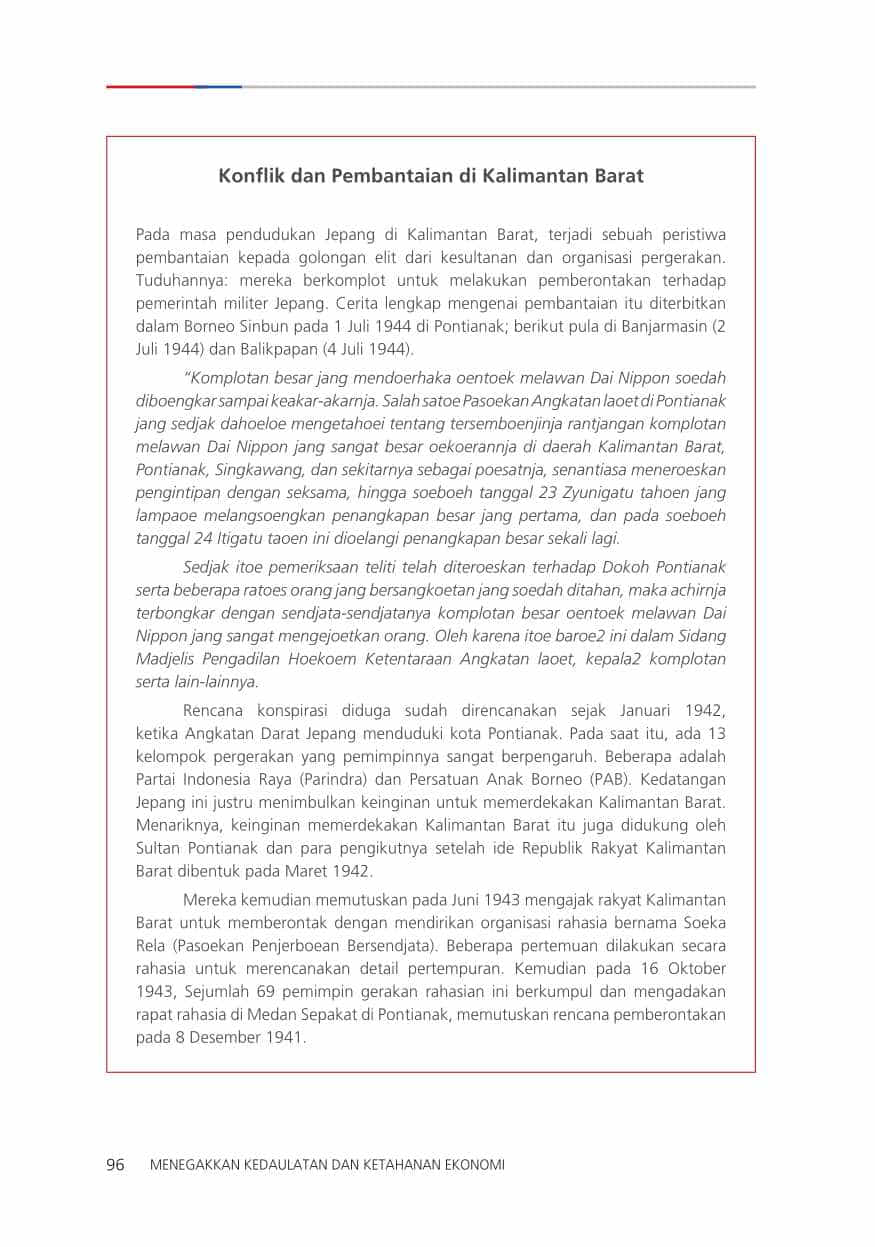 Konflik dan Pembantaian di Kalimantan Barat
Pada masa pendudukan Jepang di Kalimantan Barat, terjadi sebuah peristiwa
pembantaian kepada golongan elit dari kesultanan dan organisasi pergerakan.
Tuduhannya: mereka berkomplot untuk melakukan pemberontakan terhadap
pemerintah militer Jepang. Cerita lengkap mengenai pembantaian itu diterbitkan
dalam Borneo Sinbun pada 1 Juli 1944 di Pontianak; berikut pula di Banjarmasin (2
Juli 1944) dan Balikpapan (4 Juli 1944).
“Komplotan besar jang mendoerhaka oentoek melawan Dai Nippon soedah
diboengkar sampai keakar-akarnja. Salah satoe Pasoekan Angkatan laoet di Pontianak
jang sedjak dahoeloe mengetahoei tentang tersemboenjinja rantjangan komplotan
melawan Dai Nippon jang sangat besar oekoerannja di daerah Kalimantan Barat,
Pontianak, Singkawang, dan sekitarnya sebagai poesatnja, senantiasa meneroeskan
pengintipan dengan seksama, hingga soeboeh tanggal 23 Zyunigatu tahoen jang
lampaoe melangsoengkan penangkapan besar jang pertama, dan pada soeboeh
tanggal 24 Itigatu taoen ini dioelangi penangkapan besar sekali lagi.
Sedjak itoe pemeriksaan teliti telah diteroeskan terhadap Dokoh Pontianak
serta beberapa ratoes orang jang bersangkoetan jang soedah ditahan, maka achirnja
terbongkar dengan sendjata-sendjatanya komplotan besar oentoek melawan Dai
Nippon jang sangat mengejoetkan orang. Oleh karena itoe baroe2 ini dalam Sidang
Madjelis Pengadilan Hoekoem Ketentaraan Angkatan laoet, kepala2 komplotan
serta lain-lainnya.
Rencana konspirasi diduga sudah direncanakan sejak Januari 1942,
ketika Angkatan Darat Jepang menduduki kota Pontianak. Pada saat itu, ada 13
kelompok pergerakan yang pemimpinnya sangat berpengaruh. Beberapa adalah
Partai Indonesia Raya (Parindra) dan Persatuan Anak Borneo (PAB). Kedatangan
Jepang ini justru menimbulkan keinginan untuk memerdekakan Kalimantan Barat.
Menariknya, keinginan memerdekakan Kalimantan Barat itu juga didukung oleh
Sultan Pontianak dan para pengikutnya setelah ide Republik Rakyat Kalimantan
Barat dibentuk pada Maret 1942.
Mereka kemudian memutuskan pada Juni 1943 mengajak rakyat Kalimantan
Barat untuk memberontak dengan mendirikan organisasi rahasia bernama Soeka
Rela (Pasoekan Penjerboean Bersendjata). Beberapa pertemuan dilakukan secara
rahasia untuk merencanakan detail pertempuran. Kemudian pada 16 Oktober
1943, Sejumlah 69 pemimpin gerakan rahasian ini berkumpul dan mengadakan
rapat rahasia di Medan Sepakat di Pontianak, memutuskan rencana pemberontakan
pada 8 Desember 1941.
96 MENEGAKKAN KEDAULATAN DAN KETAHANAN EKONOMI